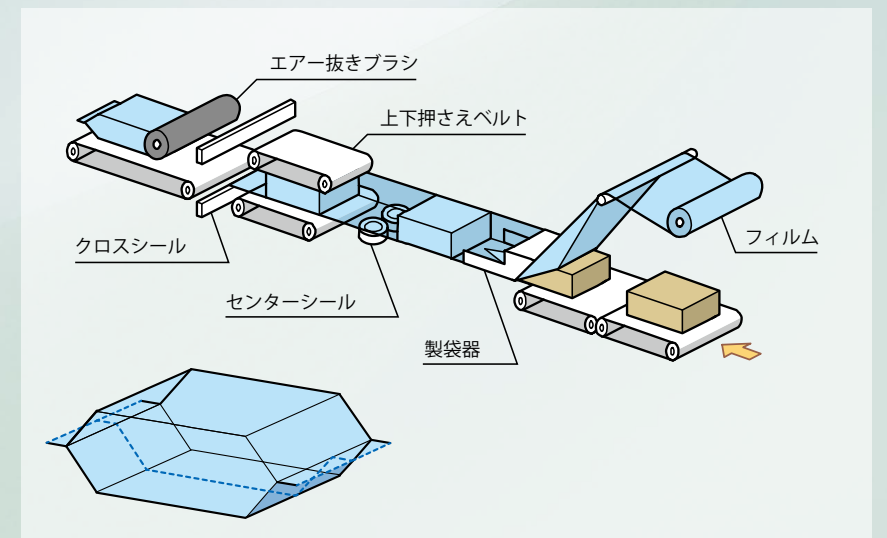 エアー抜きブラシ
上下押さえベルト
フィルム
クロスシール
センターシール
製袋器